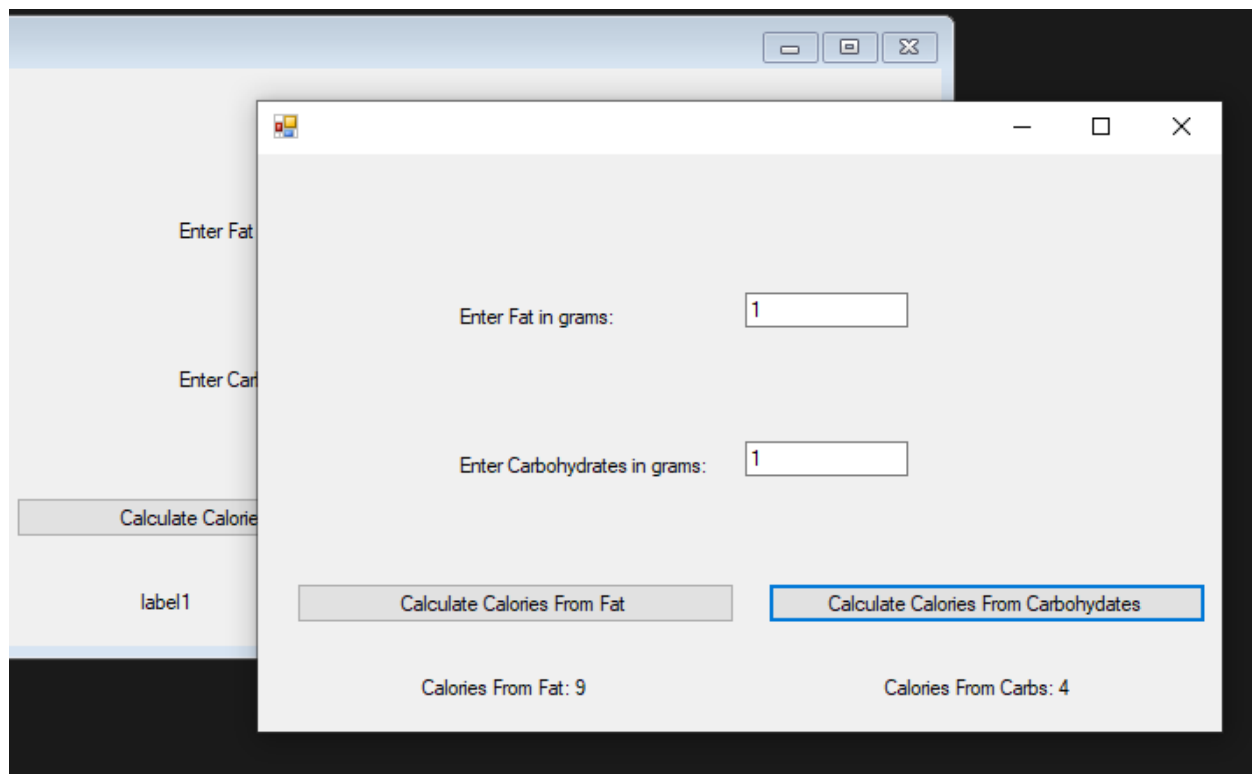 Enter Fat
Enter Car
Calculate Calorie
label1
Enter Fat in grams:
1
Enter Carbohydrates in grams:
1
Calculate Calories From Fat
Calculate Calories From Carbohydates
Calories From Fat: 9
Calories From Carbs: 4